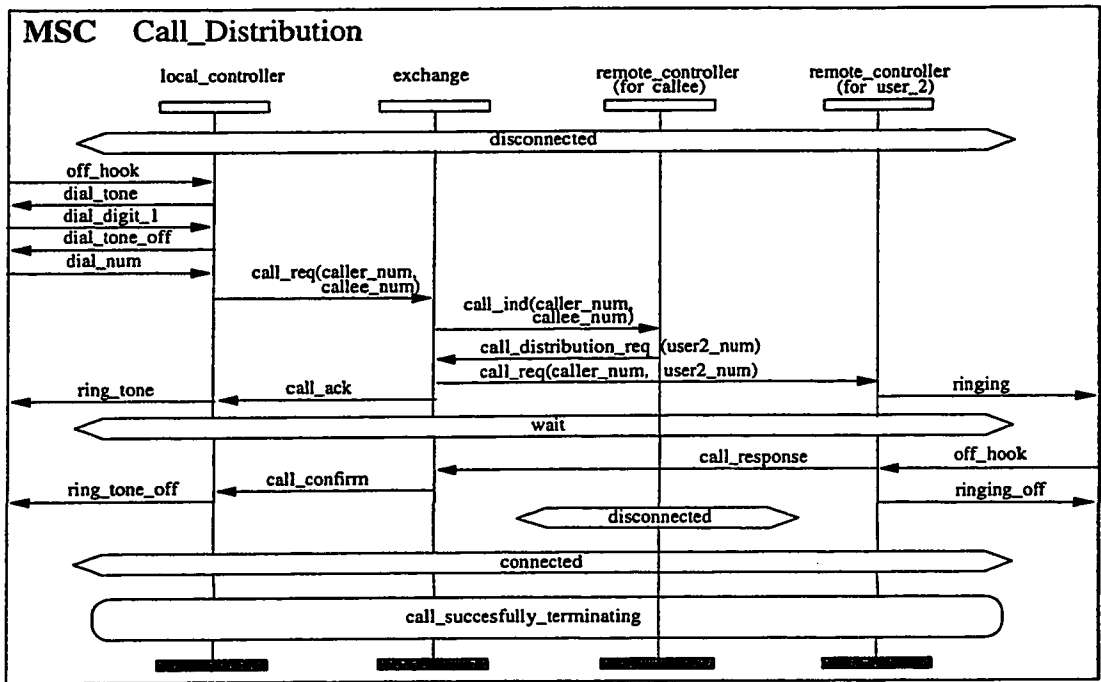 MSC Call_Distribution
local_controller
exchange
remote_controller
(for callee)
remote_controller
(for user_2)
disconnected
off_hook
dial_tone
dial_digit_1
dial_tone_off
dial_num
call_req(caller_num,
callee_num)
call_ind(caller_num,
callee_num)
call_distribution_req (user2_num)
call_req(caller_num, user2_num)
ring_tone
call_ack
ringing
wait
call_response
off_hook
call_confirm
ring_tone_off
ringing_off
disconnected
connected
call_succesfully_terminating